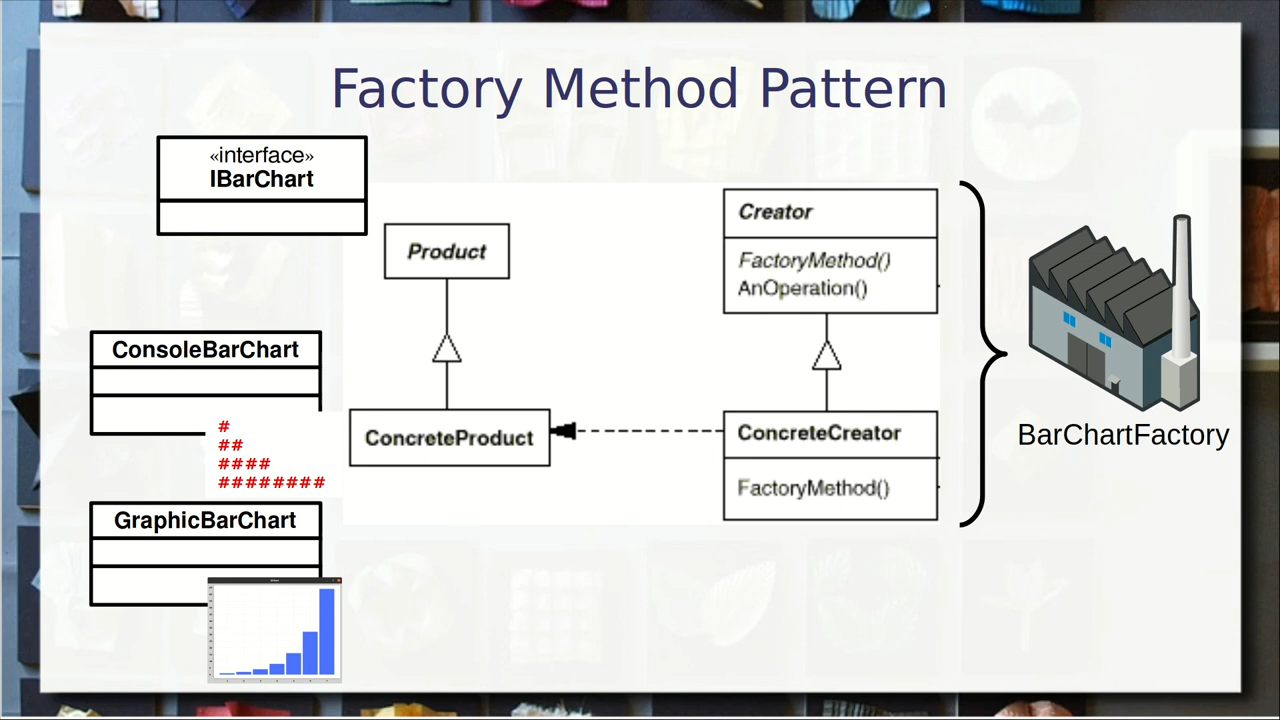 Factory Method Pattern
«interface»
IBarChart
Product
Creator
FactoryMethod()
AnOperation()
ConsoleBarChart
#
##
####
########
ConcreteProduct
ConcreteCreator
FactoryMethod()
BarChartFactory
GraphicBarChart